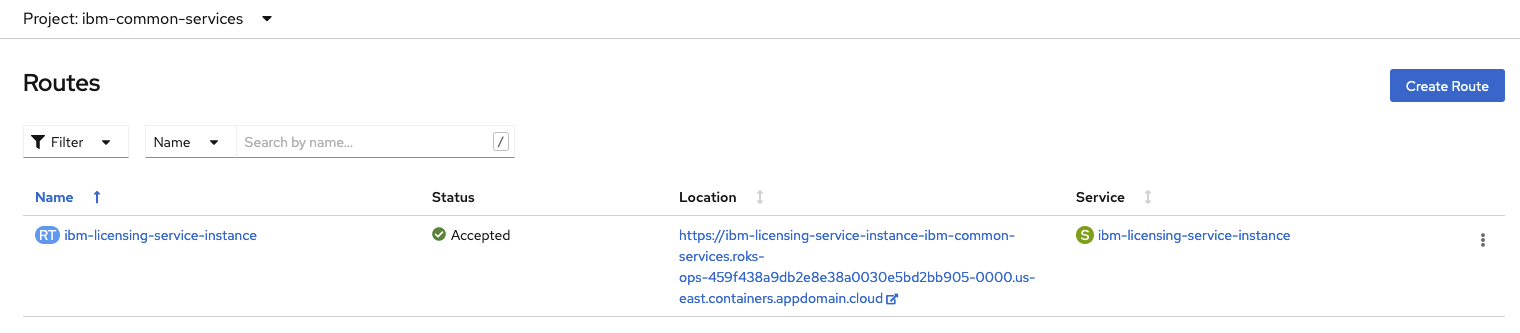 Project: ibm-common-services
Routes
Create Route
Filter
Name
Search by name...
/
Name
Status
Location
Service
RT ibm-licensing-service-instance
Accepted
https://ibm-licensing-service-instance-ibm-common-
services.roks-
ops-459f438a9db2e8e38a0030e5bd2bb905-0000.us-
east.containers.appdomain.cloud
S ibm-licensing-service-instance